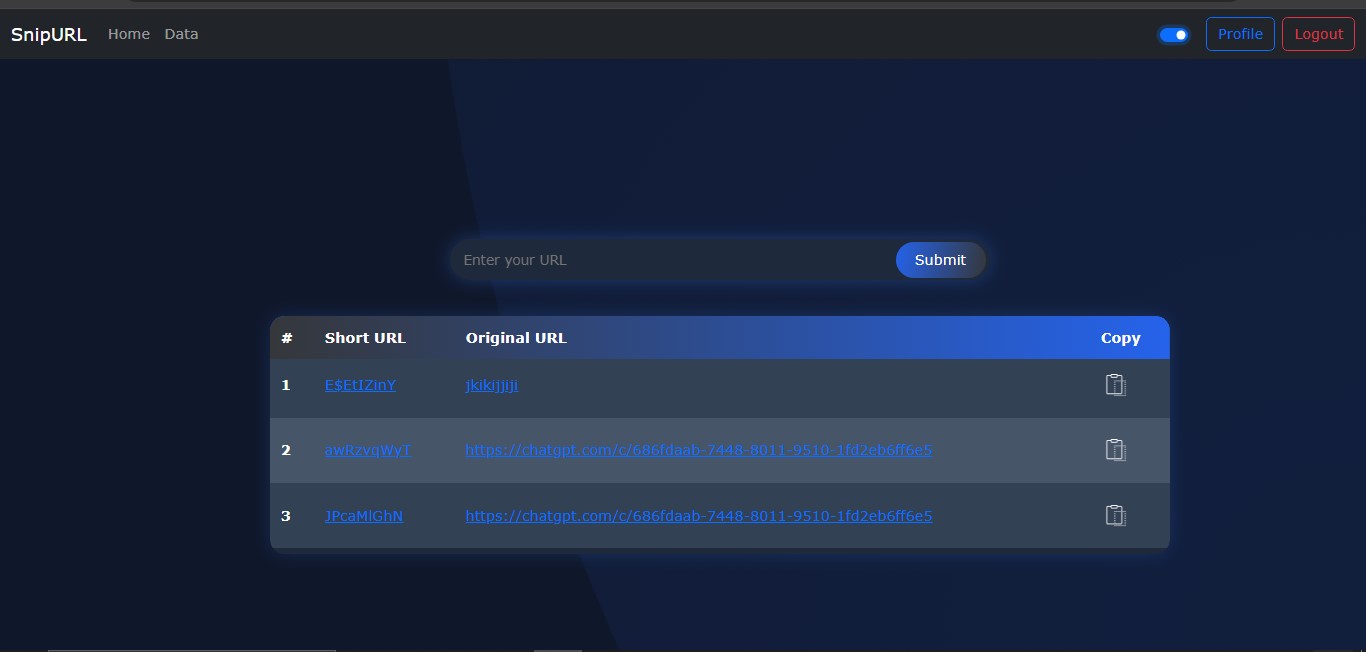 SnipURL Home Data Profile Logout
Enter your URL Submit
# Short URL Original URL Copy
1 E$EtIZinY jkikijjiji
2 awRzvgWyT https://chatgpt.com/c/686fdaab-7448-8011-9510-1fd2eb6ff6e5
3 JPcaMlGhN https://chatgpt.com/c/686fdaab-7448-8011-9510-1fd2eb6ff6e5